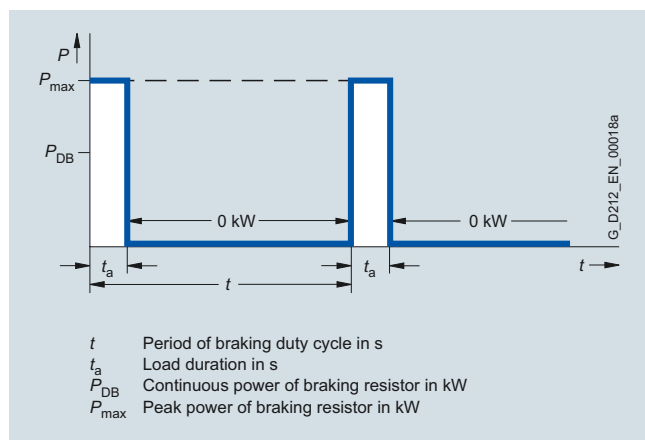 P
Pmax
PDB
0 kW
0 kW
ta
ta
t
t
G_D212_EN_00018a
t Period of braking duty cycle in s
ta Load duration in s
PDB Continuous power of braking resistor in kW
Pmax Peak power of braking resistor in kW